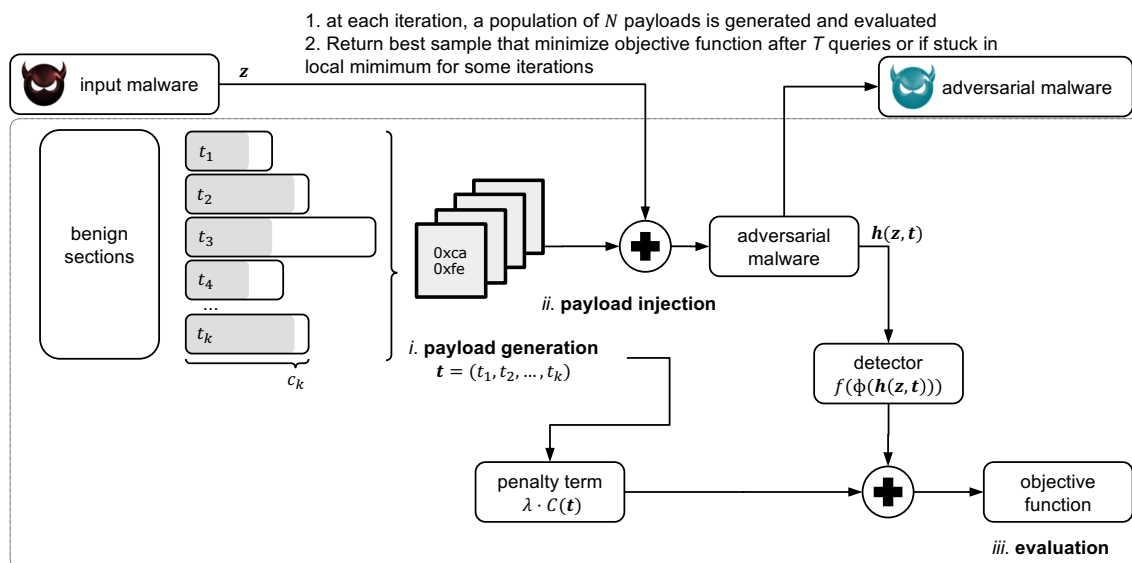 1. at each iteration, a population of N payloads is generated and evaluated
2. Return best sample that minimize objective function after T queries or if stuck in
local mimimum for some iterations
input malware
z
adversarial malware
benign
sections
t₁
t₂
t₃
t₄
...
tₖ
cₖ
0xca
0xfe
i. payload generation
t = (t₁, t₂, ... , tₖ)
ii. payload injection
adversarial
malware
h(z, t)
detector
f(ϕ(h(z, t)))
penalty term
λ · C(t)
objective
function
iii. evaluation